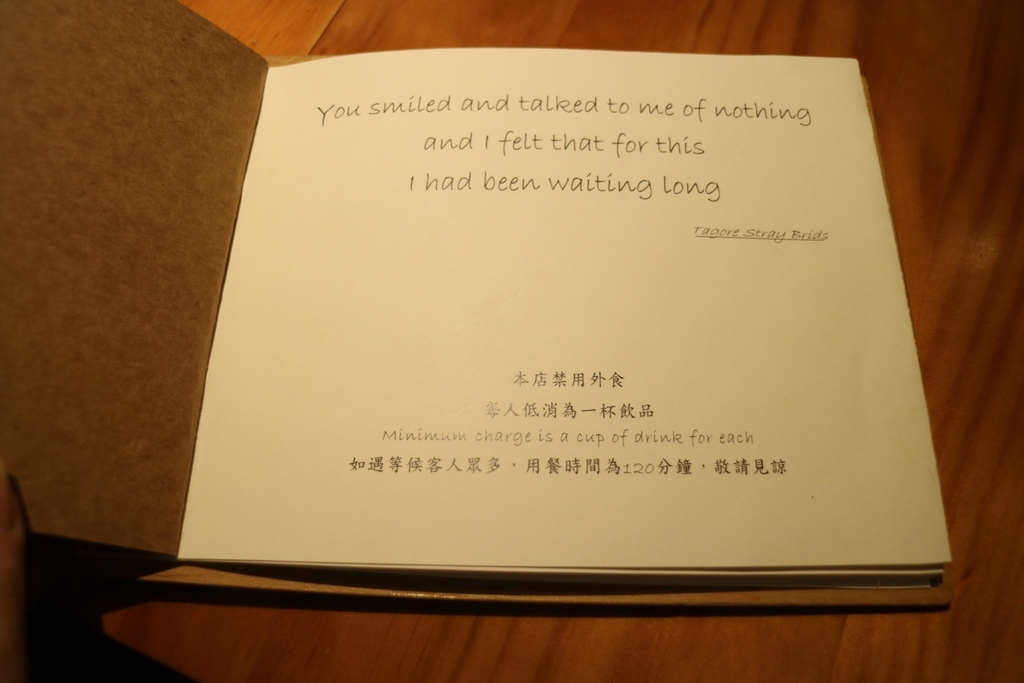 You smiled and talked to me of nothing
and I felt that for this
I had been waiting long
Tagore Stray Brids
本店禁用外食
每人低消為一杯飲品
Minimum charge is a cup of drink for each
如遇等候客人眾多，用餐時間為120分鐘，敬請見諒